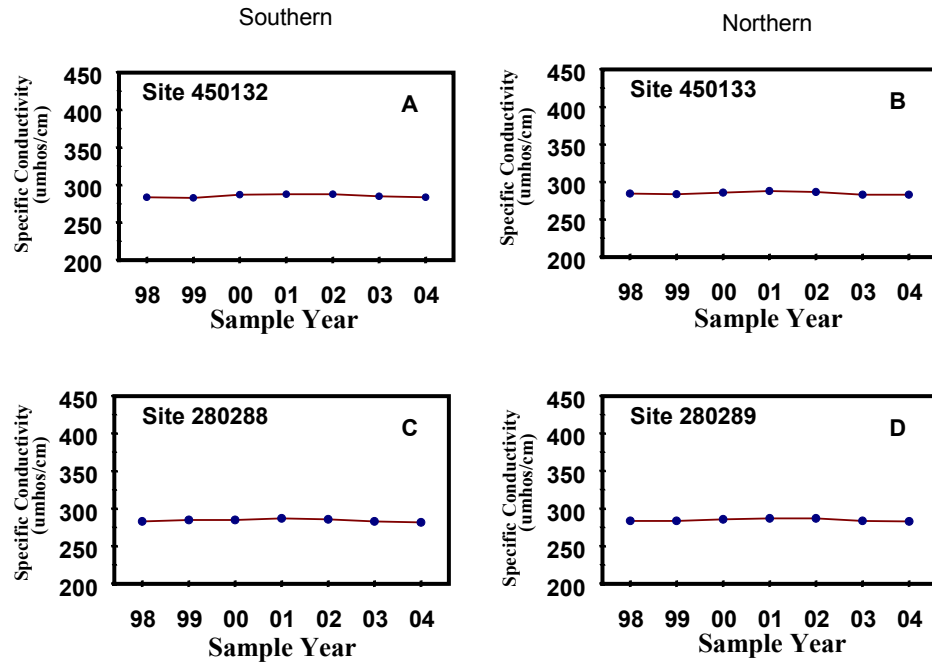 Southern
Northern
Specific Conductivity
(umhos/cm)
450
400
350
300
250
200
Site 450132
A
98 99 00 01 02 03 04
Sample Year
Specific Conductivity
(umhos/cm)
450
400
350
300
250
200
Site 450133
B
98 99 00 01 02 03 04
Sample Year
Specific Conductivity
(umhos/cm)
450
400
350
300
250
200
Site 280288
C
98 99 00 01 02 03 04
Sample Year
Specific Conductivity
(umhos/cm)
450
400
350
300
250
200
Site 280289
D
98 99 00 01 02 03 04
Sample Year